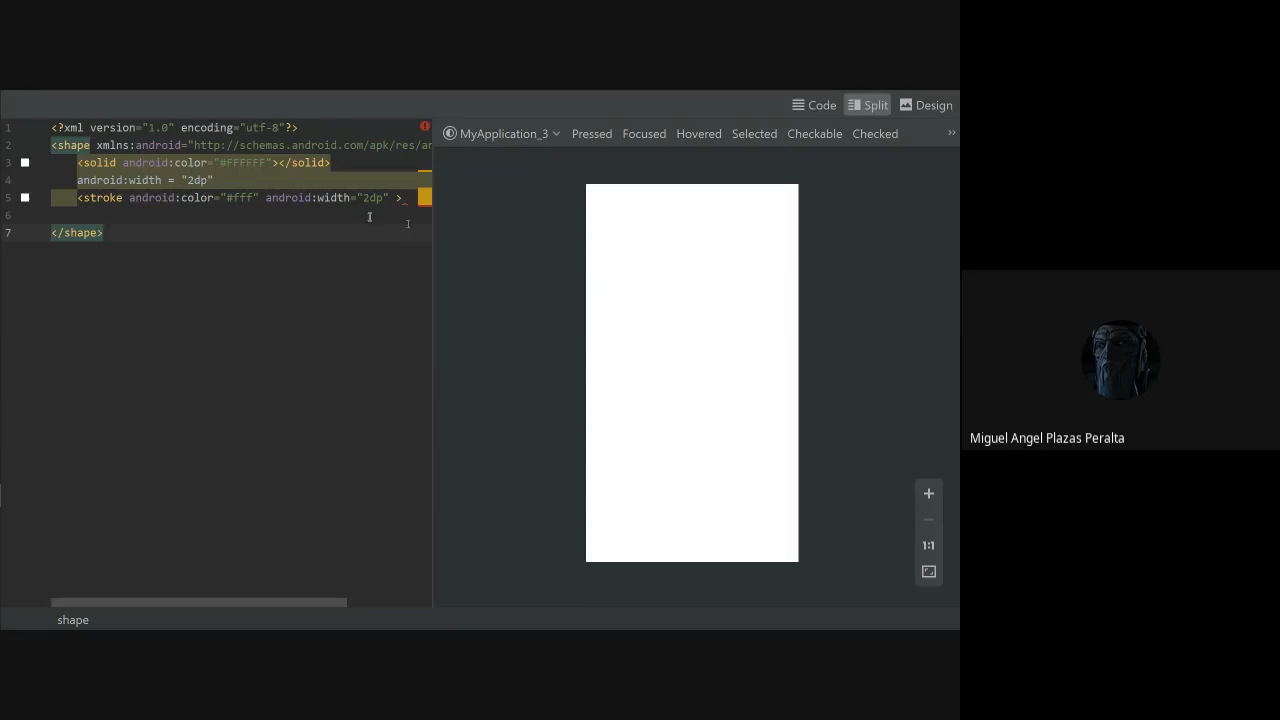 Code Split Design
MyApplication_3 Pressed Focused Hovered Selected Checkable Checked »
1 <?xml version="1.0" encoding="utf-8"?>
2 <shape xmlns:android="http://schemas.android.com/apk/res/an
3 <solid android:color="#FFFFFF"></solid>
4 android:width = "2dp"
5 <stroke android:color="#fff" android:width="2dp" >
6
7 </shape>
1:1
shape
Miguel Angel Plazas Peralta